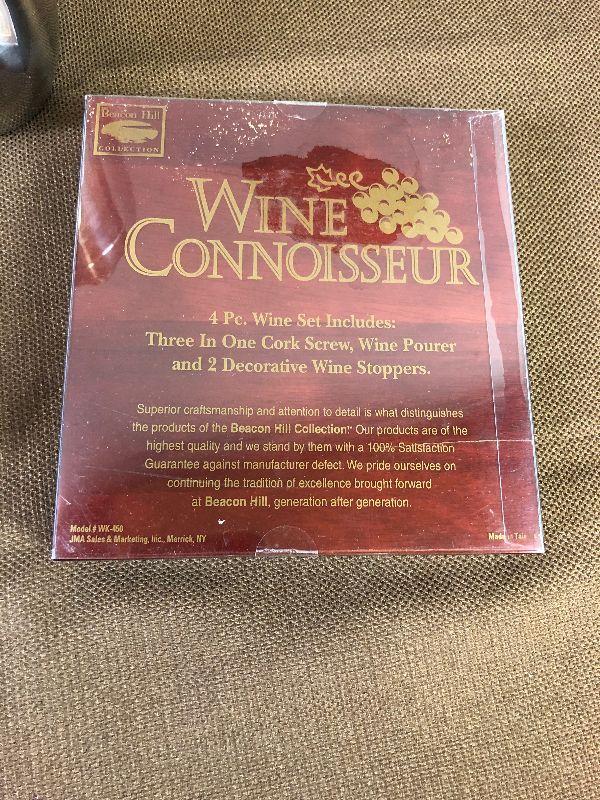 Beacon Hill
COLLECTION
WINE
CONNOISSEUR
4 Pc. Wine Set Includes:
Three In One Cork Screw, Wine Pourer
and 2 Decorative Wine Stoppers.
Superior craftsmanship and attention to detail is what distinguishes
the products of the Beacon Hill Collection. Our products are of the
highest quality and we stand by them with a 100% Satisfaction
Guarantee against manufacturer defect. We pride ourselves on
continuing the tradition of excellence brought forward
at Beacon Hill, generation after generation.
Model # WK-450
JMA Sales & Marketing, Inc., Merrick, NY
Made in